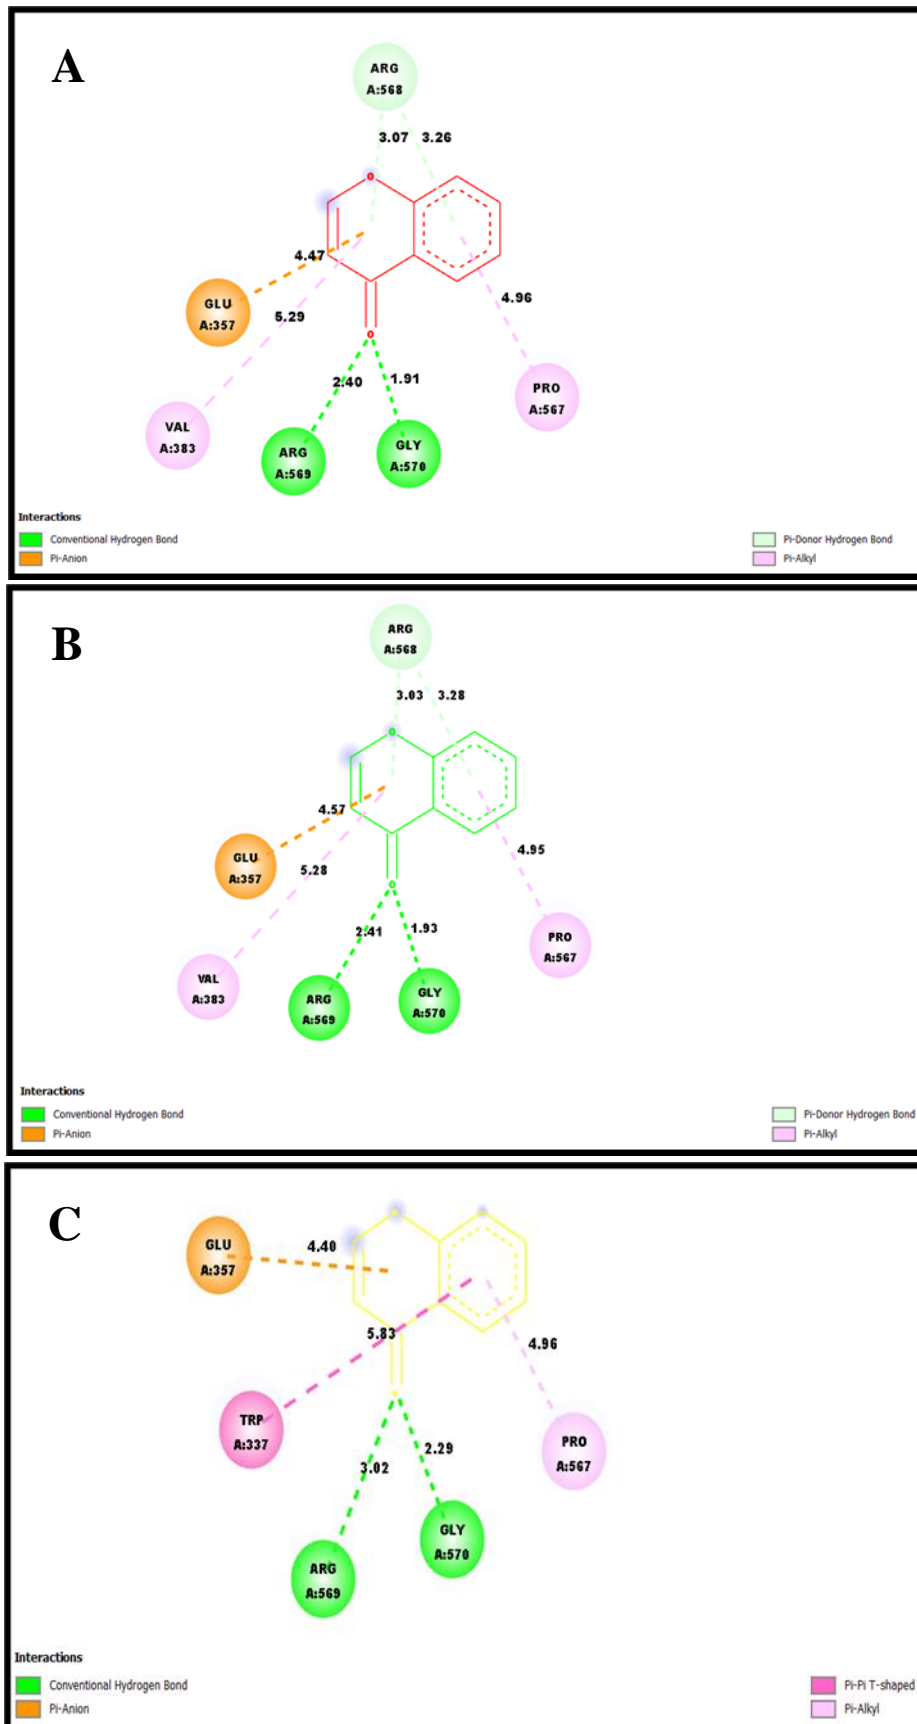 A
ARG
A:568
3.07 3.26
O
4.47
GLU
A:357
5.29
4.96
O
2.40 1.91
PRO
A:567
VAL
A:383
ARG
A:569
GLY
A:570
Interactions
Conventional Hydrogen Bond
Pi-Anion
Pi-Donor Hydrogen Bond
Pi-Alkyl
B
ARG
A:568
3.03 3.28
O
4.57
GLU
A:357
5.28
4.95
O
2.41 1.93
PRO
A:567
VAL
A:383
ARG
A:569
GLY
A:570
Interactions
Conventional Hydrogen Bond
Pi-Anion
Pi-Donor Hydrogen Bond
Pi-Alkyl
C
GLU
A:357
4.40
5.83
4.96
TRP
A:337
PRO
A:567
3.02 2.29
GLY
A:570
ARG
A:569
Interactions
Conventional Hydrogen Bond
Pi-Anion
Pi-Pi T-shaped
Pi-Alkyl